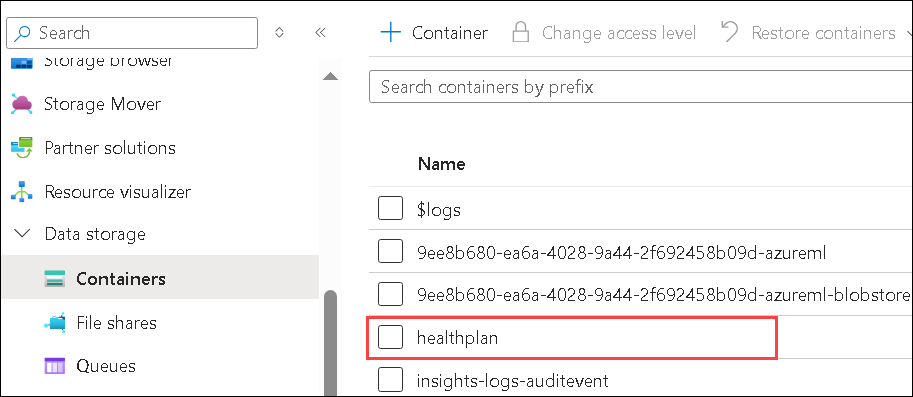 Search
Storage browser
Storage Mover
Partner solutions
Resource visualizer
Data storage
Containers
File shares
Queues
Container
Change access level
Restore containers
Search containers by prefix
Name
$logs
9ee8b680-ea6a-4028-9a44-2f692458b09d-azureml
9ee8b680-ea6a-4028-9a44-2f692458b09d-azureml-blobstore
healthplan
insights-logs-auditevent